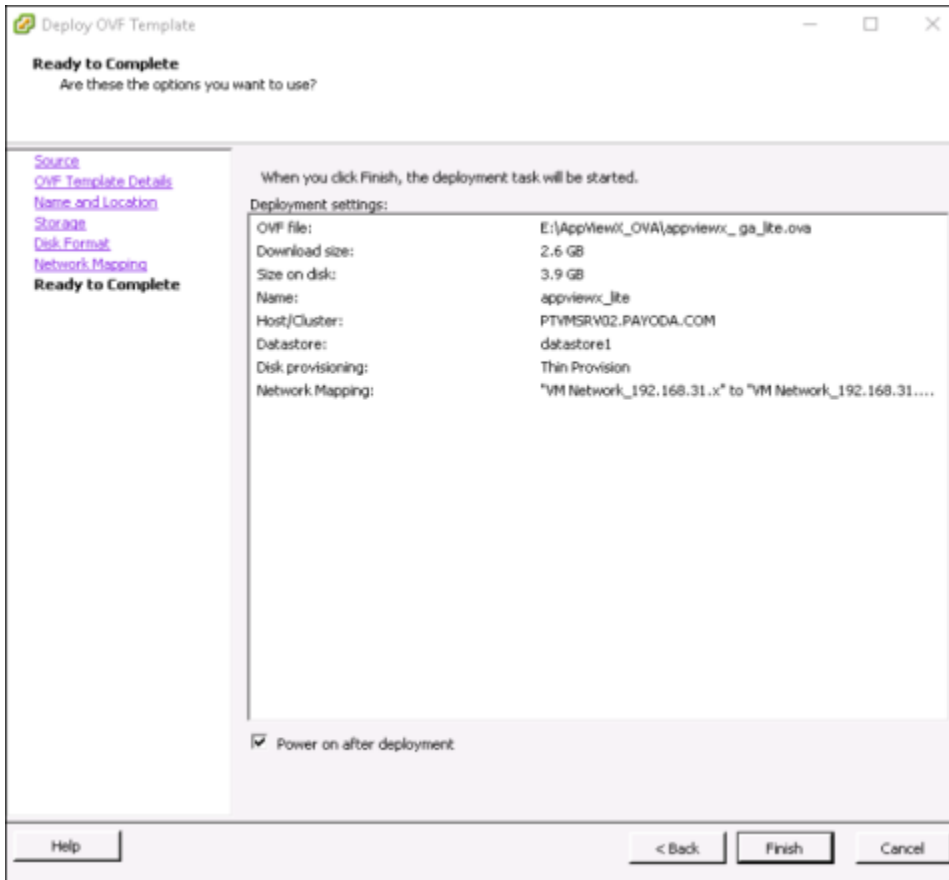 Deploy OVF Template
Ready to Complete
Are these the options you want to use?
Source
OVF Template Details
Name and Location
Storage
Disk Format
Network Mapping
Ready to Complete
When you click Finish, the deployment task will be started.
Deployment settings:
OVF file: E:\AppViewX_OVA\appviewx_ ga_lite.ova
Download size: 2.6 GB
Size on disk: 3.9 GB
Name: appviewx_lite
Host/Cluster: PTVMSRV02.PAYODA.COM
Datastore: datastore1
Disk provisioning: Thin Provision
Network Mapping: "VM Network_192.168.31.x" to "VM Network_192.168.31....
Power on after deployment
Help < Back Finish Cancel